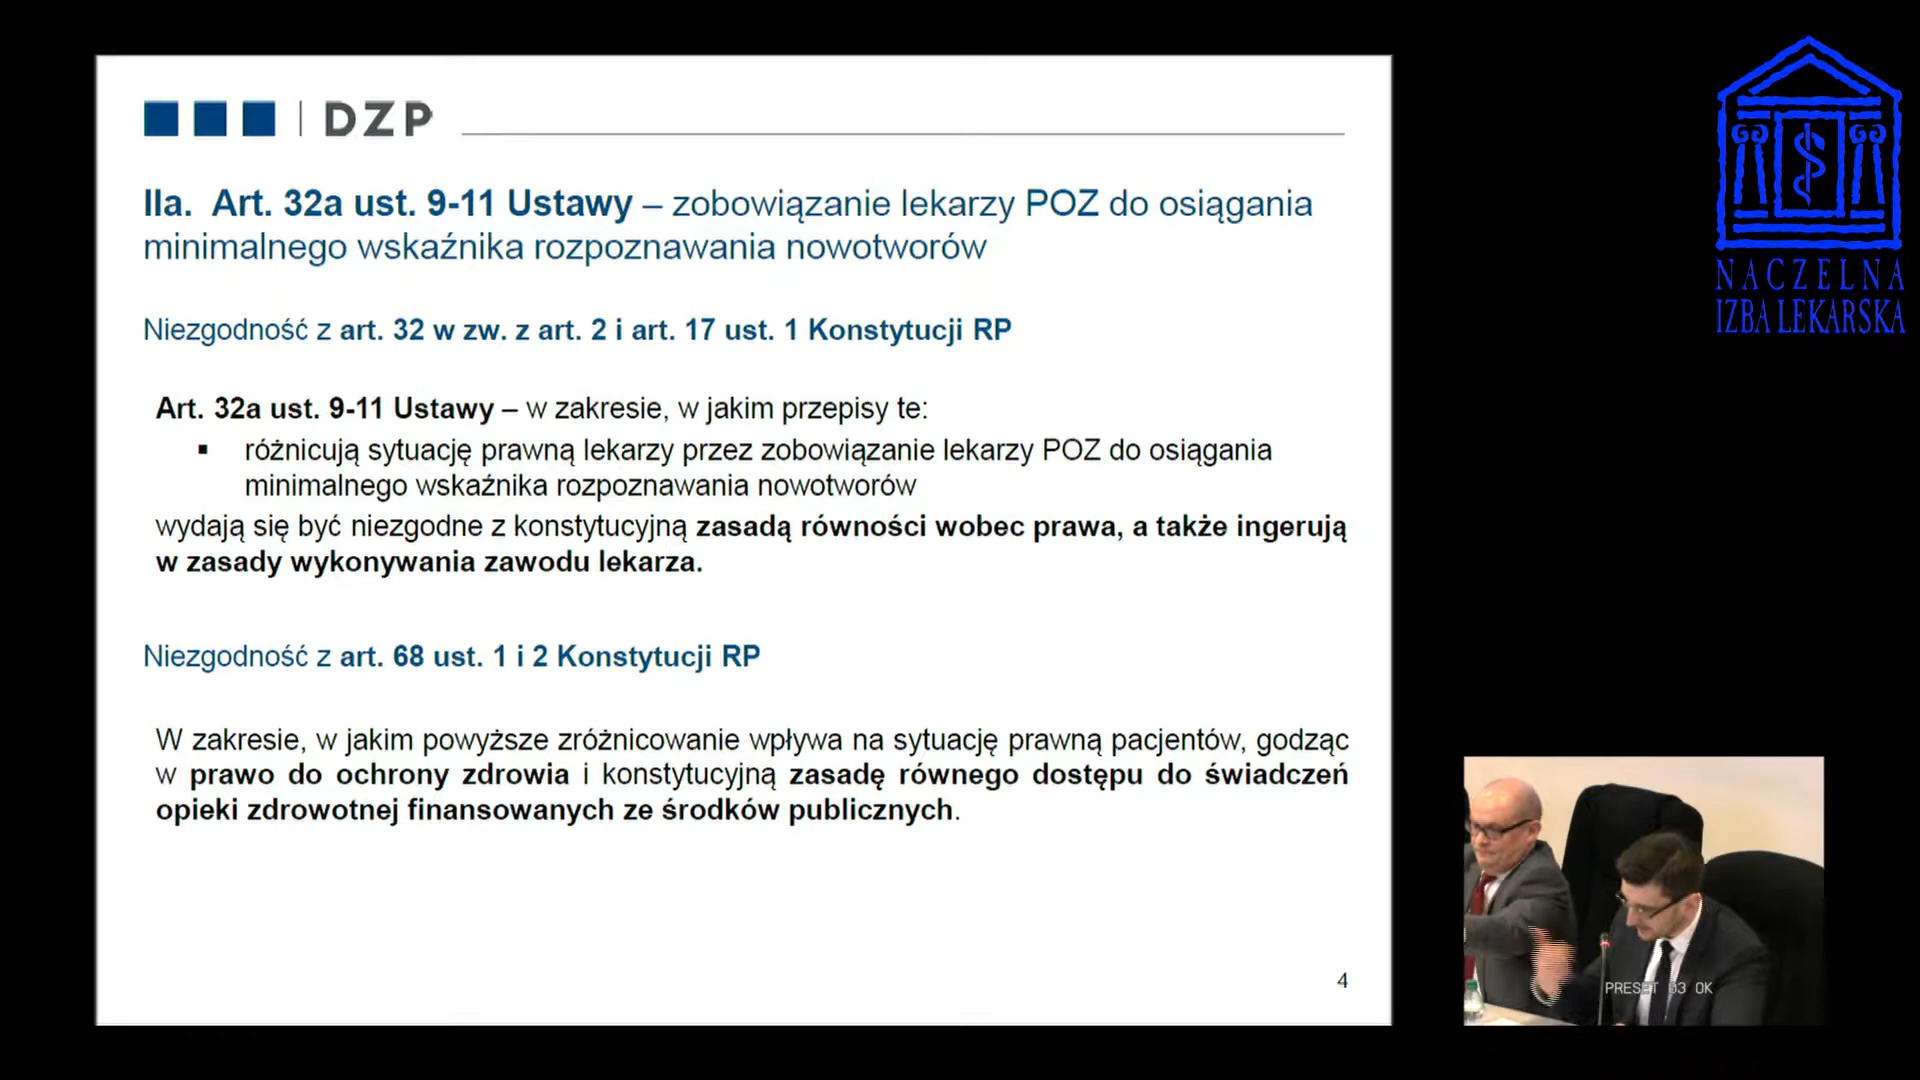 DZP
IIa. Art. 32a ust. 9-11 Ustawy – zobowiązanie lekarzy POZ do osiągania
minimalnego wskaźnika rozpoznawania nowotworów
Niezgodność z art. 32 w zw. z art. 2 i art. 17 ust. 1 Konstytucji RP
Art. 32a ust. 9-11 Ustawy – w zakresie, w jakim przepisy te:
▪ różnicują sytuację prawną lekarzy przez zobowiązanie lekarzy POZ do osiągania
minimalnego wskaźnika rozpoznawania nowotworów
wydają się być niezgodne z konstytucyjną zasadą równości wobec prawa, a także ingerują
w zasady wykonywania zawodu lekarza.
Niezgodność z art. 68 ust. 1 i 2 Konstytucji RP
W zakresie, w jakim powyższe zróżnicowanie wpływa na sytuację prawną pacjentów, godząc
w prawo do ochrony zdrowia i konstytucyjną zasadę równego dostępu do świadczeń
opieki zdrowotnej finansowanych ze środków publicznych.
4
NACZELNA
IZBA LEKARSKA
PRESET 03 OK